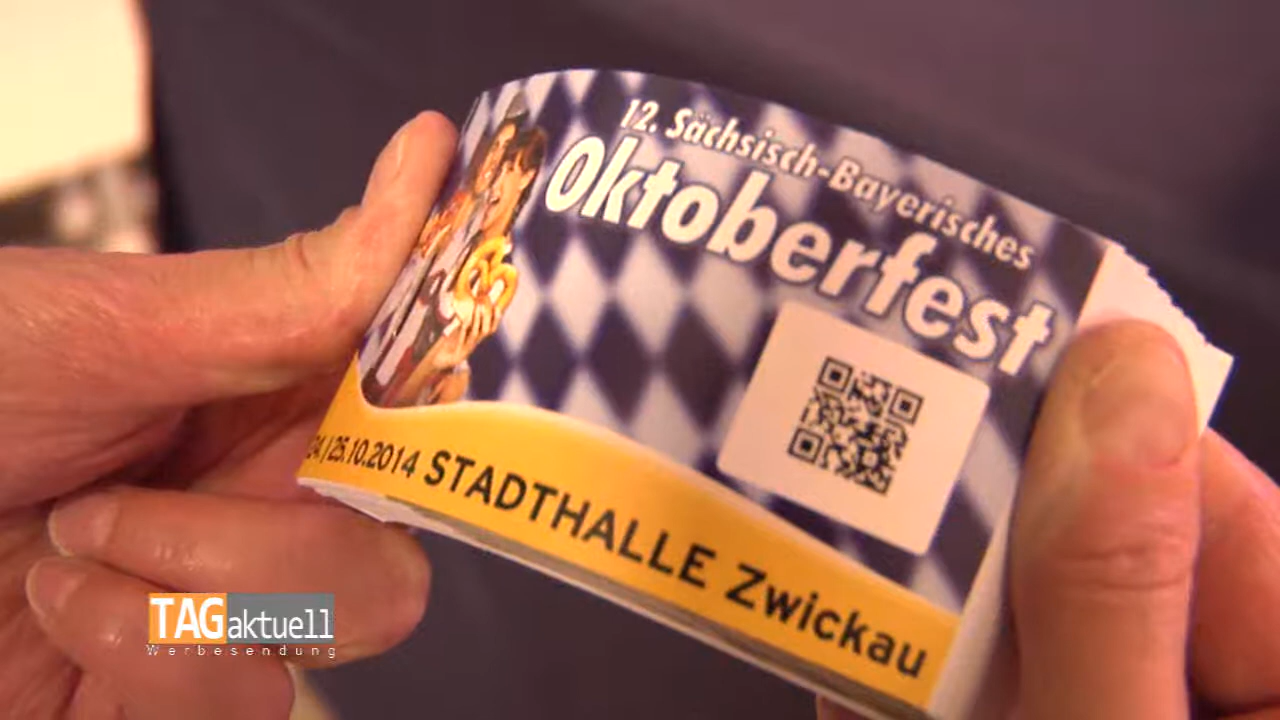 12. Sächsisch-Bayerisches
Oktoberfest
24./25.10.2014 STADTHALLE Zwickau
TAGaktuell
Werbesendung